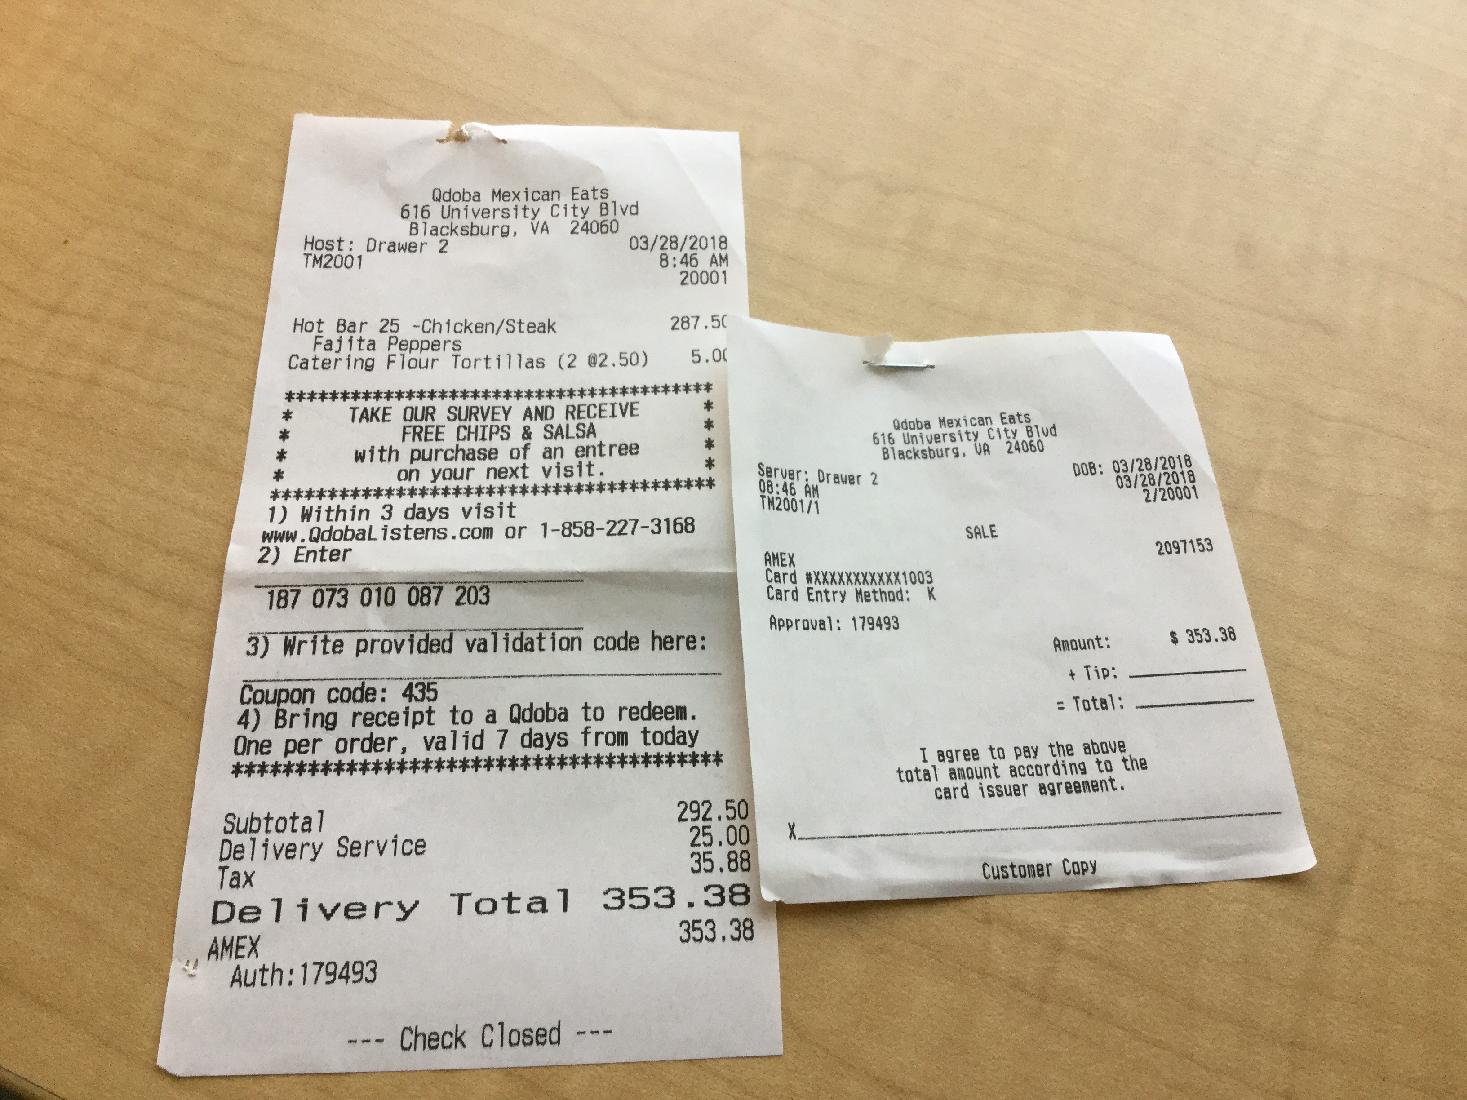 Qdoba Mexican Eats
616 University City Blvd
Blacksburg, VA 24060
Host: Drawer 2 03/28/2018
TM2001 8:46 AM
20001
Hot Bar 25 -Chicken/Steak 287.50
Fajita Peppers
Catering Flour Tortillas (2 @2.50) 5.00
****************************************
* TAKE OUR SURVEY AND RECEIVE *
* FREE CHIPS & SALSA *
* with purchase of an entree *
* on your next visit. *
****************************************
1) Within 3 days visit
www.QdobaListens.com or 1-858-227-3168
2) Enter
187 073 010 087 203
3) Write provided validation code here:
Coupon code: 435
4) Bring receipt to a Qdoba to redeem.
One per order, valid 7 days from today
****************************************
Subtotal 292.50
Delivery Service 25.00
Tax 35.88
Delivery Total 353.38
AMEX 353.38
Auth:179493
--- Check Closed ---
Qdoba Mexican Eats
616 University City Blvd
Blacksburg, VA 24060
Server: Drawer 2 DOB: 03/28/2018
08:46 AM 03/28/2018
TM2001/1 2/20001
SALE
AMEX 2097153
Card #XXXXXXXXXXX1003
Card Entry Method: K
Approval: 179493
Amount: $ 353.38
+ Tip:
= Total:
I agree to pay the above
total amount according to the
card issuer agreement.
X
Customer Copy